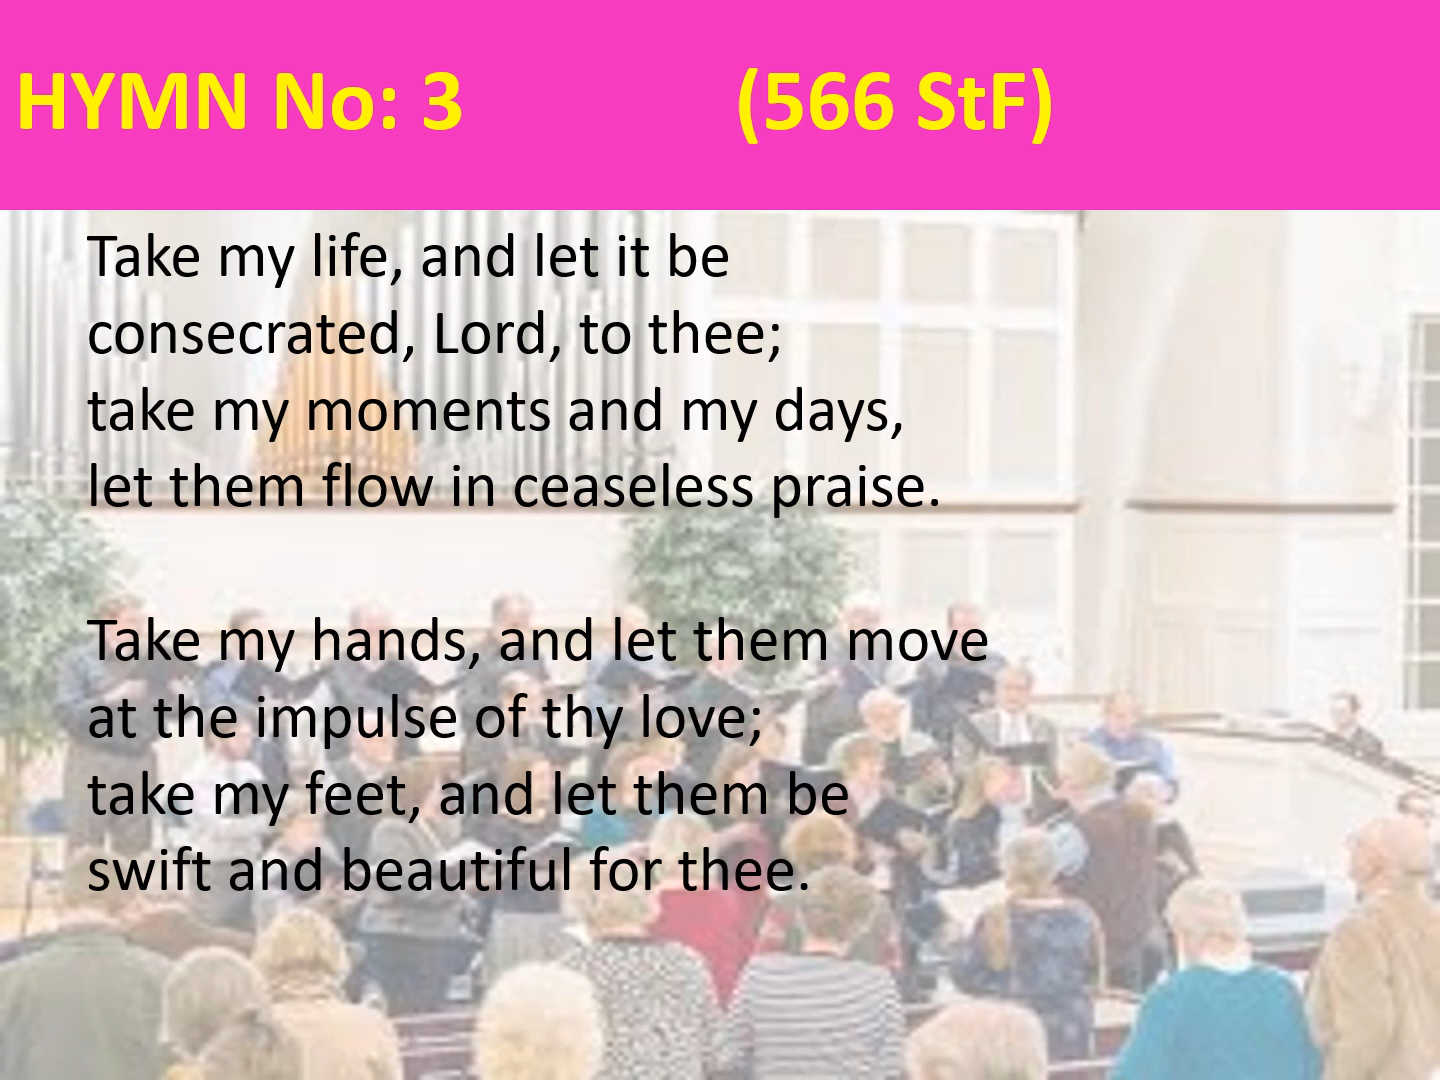 HYMN No: 3 (566 StF)
Take my life, and let it be
consecrated, Lord, to thee;
take my moments and my days,
let them flow in ceaseless praise.
Take my hands, and let them move
at the impulse of thy love;
take my feet, and let them be
swift and beautiful for thee.